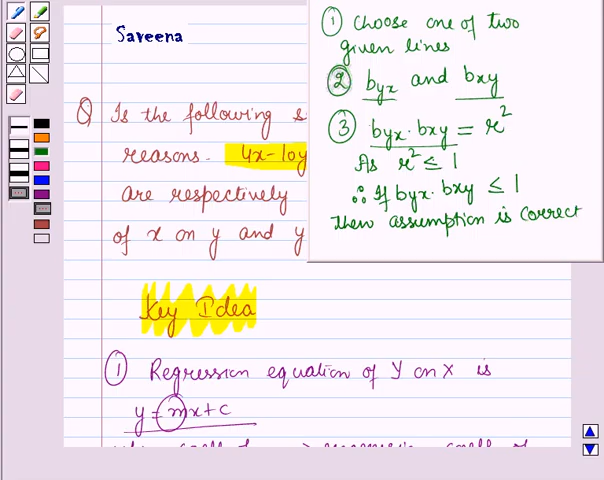 Saveena
Q Is the following s
reasons. 4x-10y
are respectively
of x on y and y
Key Idea
① Regression equation of Y on X is
y = mx+c
① Choose one of two
given lines
② byx and bxy
③ byx . bxy = r²
As r² ≤ 1
∴ If byx . bxy ≤ 1
Then assumption is correct